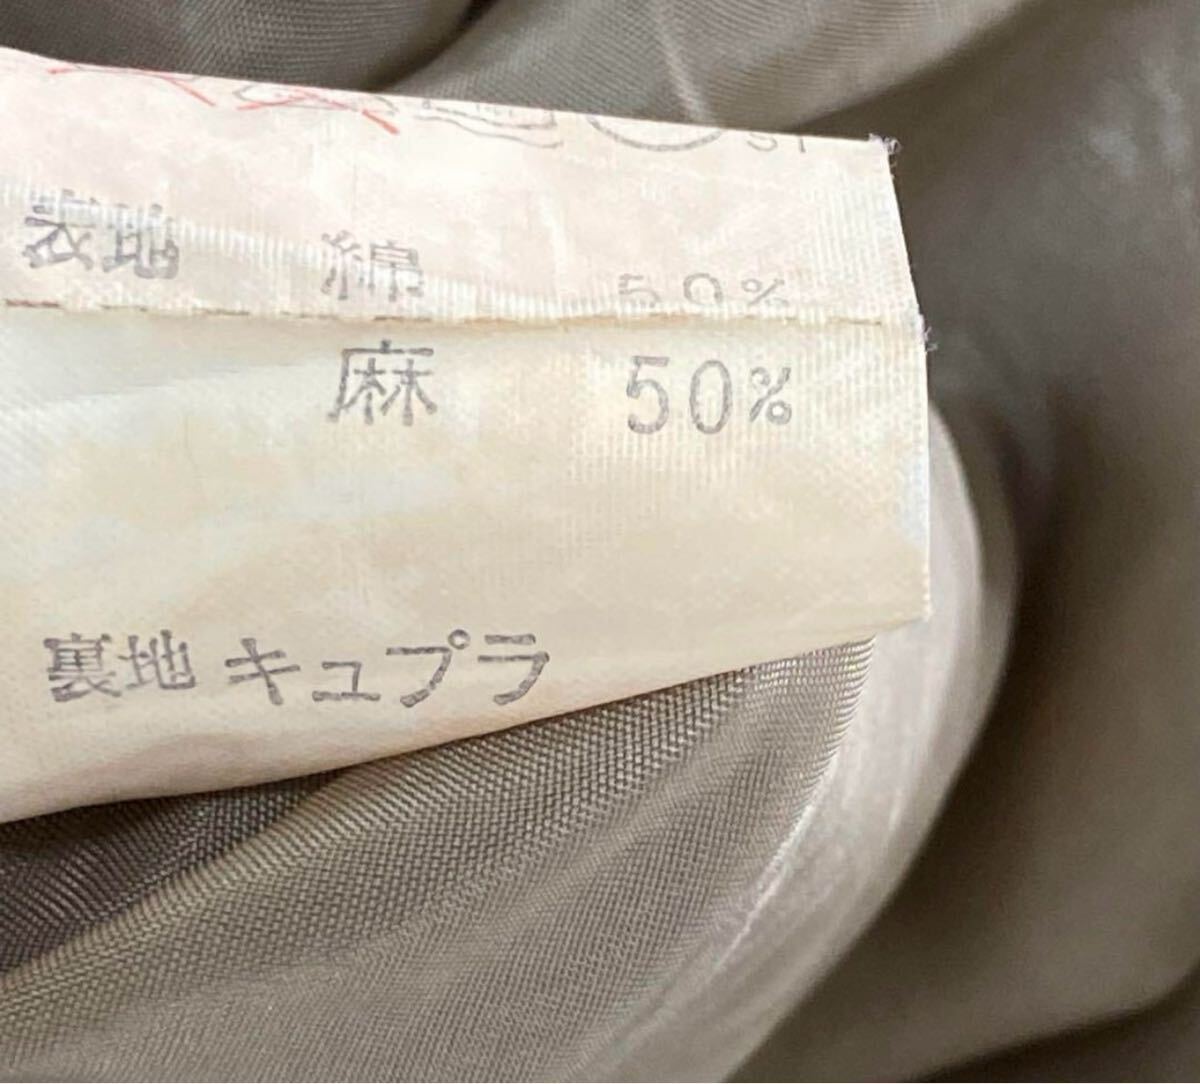 表地 綿 50%
麻 50%
裏地 キュプラ